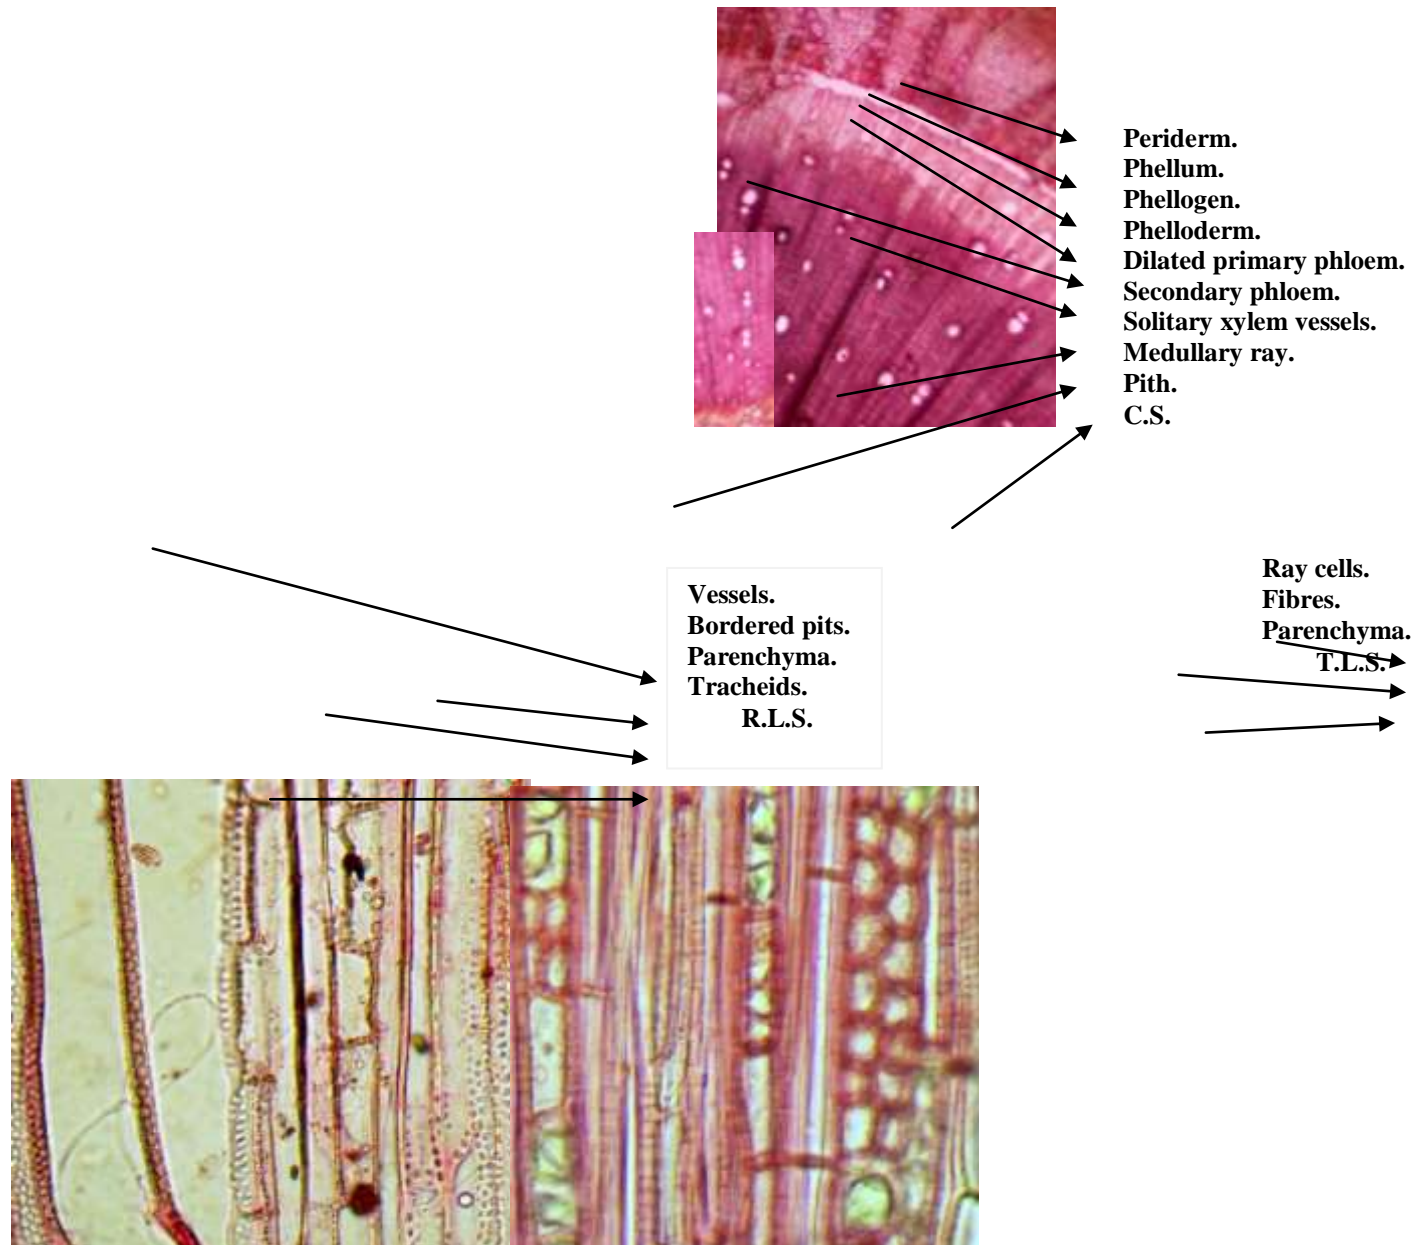 Periderm.
Phellum.
Phellogen.
Phelloderm.
Dilated primary phloem.
Secondary phloem.
Solitary xylem vessels.
Medullary ray.
Pith.
C.S.
Vessels.
Bordered pits.
Parenchyma.
Tracheids.
R.L.S.
Ray cells.
Fibres.
Parenchyma.
T.L.S.